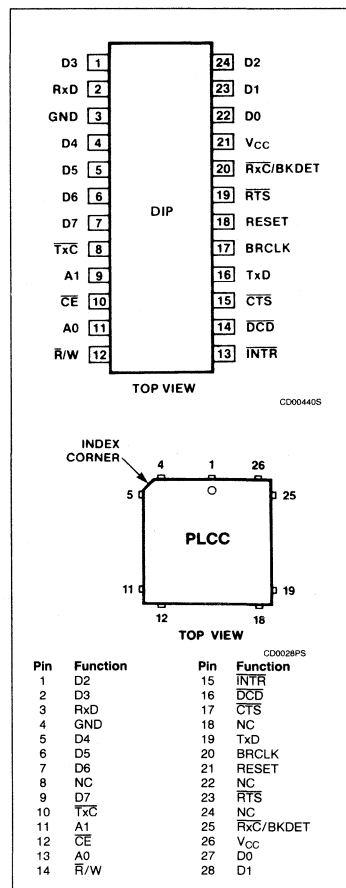 D3 1 24 D2
RxD 2 23 D1
GND 3 22 D0
D4 4 21 VCC
D5 5 20 RxC/BKDET
D6 6 19 RTS
DIP
D7 7 18 RESET
TxC 8 17 BRCLK
A1 9 16 TxD
CE 10 15 CTS
A0 11 14 DCD
R/W 12 13 INTR
TOP VIEW
CD00440S
INDEX
CORNER
4 1 26
5 25
PLCC
11 19
12 18
TOP VIEW
CD0028PS
Pin Function Pin Function
1 D2 15 INTR
2 D3 16 DCD
3 RxD 17 CTS
4 GND 18 NC
5 D4 19 TxD
6 D5 20 BRCLK
7 D6 21 RESET
8 NC 22 NC
9 D7 23 RTS
10 TxC 24 NC
11 A1 25 RxC/BKDET
12 CE 26 VCC
13 A0 27 D0
14 R/W 28 D1